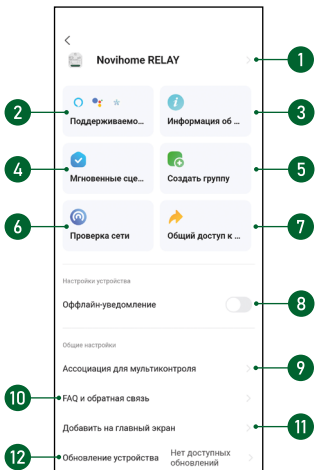 Novihome RELAY
1
2
Поддерживаемо...
Информация об ...
3
4
Мгновенные сце...
Создать группу
5
6
Проверка сети
Общий доступ к ...
7
Настройки устройства
Оффлайн-уведомление
8
Общие настройки
Ассоциация для мультиконтроля
9
10
FAQ и обратная связь
Добавить на главный экран
11
12
Обновление устройства
Нет доступных
обновлений